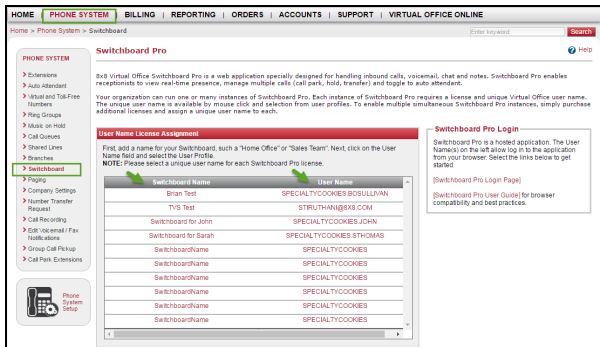 HOME | PHONE SYSTEM | BILLING | REPORTING | ORDERS | ACCOUNTS | SUPPORT | VIRTUAL OFFICE ONLINE
Home > Phone System > Switchboard
Enter keyword
Search
Switchboard Pro
Help
PHONE SYSTEM
Extensions
Auto Attendant
Virtual and Toll-Free
Numbers
Ring Groups
Music on Hold
Call Queues
Shared Lines
Branches
Switchboard
Paging
Company Settings
Number Transfer
Request
Call Recording
Edit Voicemail / Fax
Notifications
Group Call Pickup
Call Park Extensions
Phone
System
Setup
8x8 Virtual Office Switchboard Pro is a web application specially designed for handling inbound calls, voicemail, chat and notes. Switchboard Pro enables
receptionists to view real-time presence, manage multiple calls (call park, hold, transfer) and toggle to auto attendant.
Your organization can run one or many instances of Switchboard Pro. Each instance of Switchboard Pro requires a license and unique Virtual Office user name.
The unique user name is available by mouse click and selection from user profiles. To enable multiple simultaneous Switchboard Pro instances, simply purchase
additional licenses and assign a unique user name to each.
User Name License Assignment
First, add a name for your Switchboard, such a "Home Office" or "Sales Team". Next, click on the User
Name field and select the User Profile.
NOTE: Please select a unique user name for each Switchboard Pro license.
Switchboard Name User Name
Brian Test SPECIALTYCOOKIES.BOSULLIVAN
TVS Test STIRUTHANI@8X8.COM
Switchboard for John SPECIALTYCOOKIES.JOHN
Switchboard for Sarah SPECIALTYCOOKIES.STHOMAS
SwitchboardName SPECIALTYCOOKIES
SwitchboardName SPECIALTYCOOKIES
SwitchboardName SPECIALTYCOOKIES
SwitchboardName SPECIALTYCOOKIES
SwitchboardName SPECIALTYCOOKIES
Switchboard Pro Login
Switchboard Pro is a hosted application. The User
Name(s) on the left allow log in to the application
from your browser. Select the links below to get
started
[Switchboard Pro Login Page]
[Switchboard Pro User Guide] for browser
compatibility and best practices.